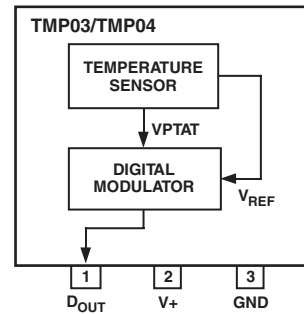 TMP03/TMP04
TEMPERATURE
SENSOR
VPTAT
DIGITAL
MODULATOR
VREF
1 2 3
DOUT V+ GND